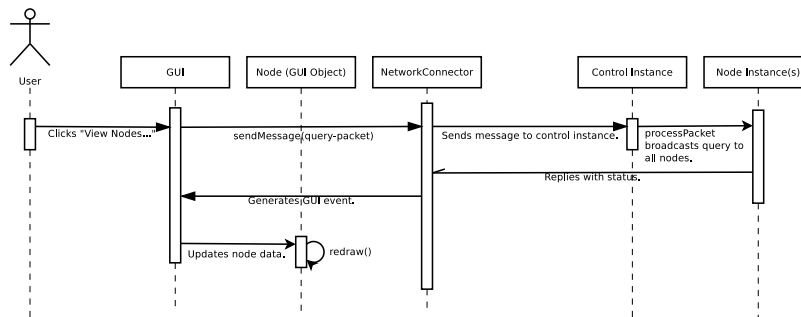 User
GUI
Node (GUI Object)
NetworkConnector
Control Instance
Node Instance(s)
Clicks "View Nodes..."
sendMessage(query-packet)
Sends message to control instance.
processPacket
broadcasts query to
all nodes.
Replies with status.
Generates GUI event.
Updates node data.
redraw()